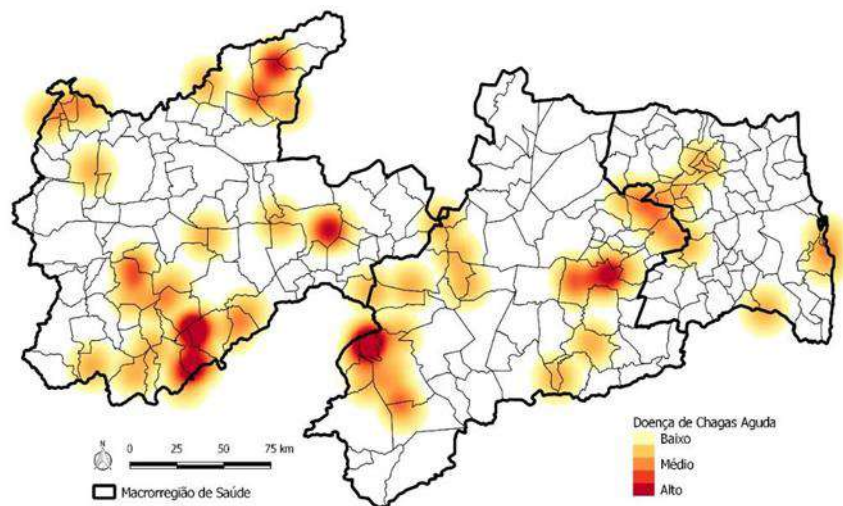 Doença de Chagas Aguda
Baixo
Médio
Alto
N
0 25 50 75 km
Macrorregião de Saúde